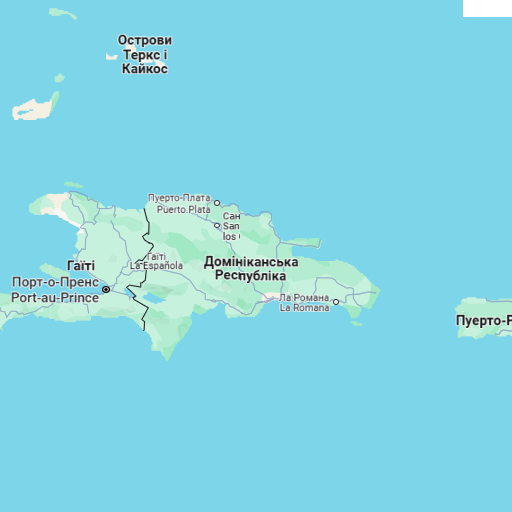 Острови
Теркс і
Кайкос
Пуерто-Плата
Puerto Plata
Сан
San
los
Гаїті
La Española
Гаїті
Домініканська
Республіка
Порт-о-Пренс
Port-au-Prince
Ла Романа
La Romana
Пуерто-Р